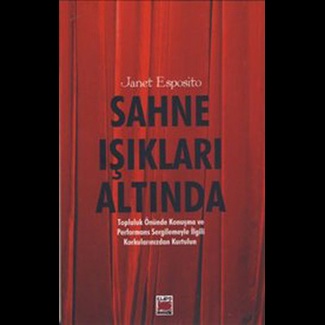 Janet Esposito
SAHNE
IŞIKLARI
ALTINDA
Topluluk Önünde Konuşma ve
Performans Sergilemeyle İlgili
Korkularınızdan Kurtulun